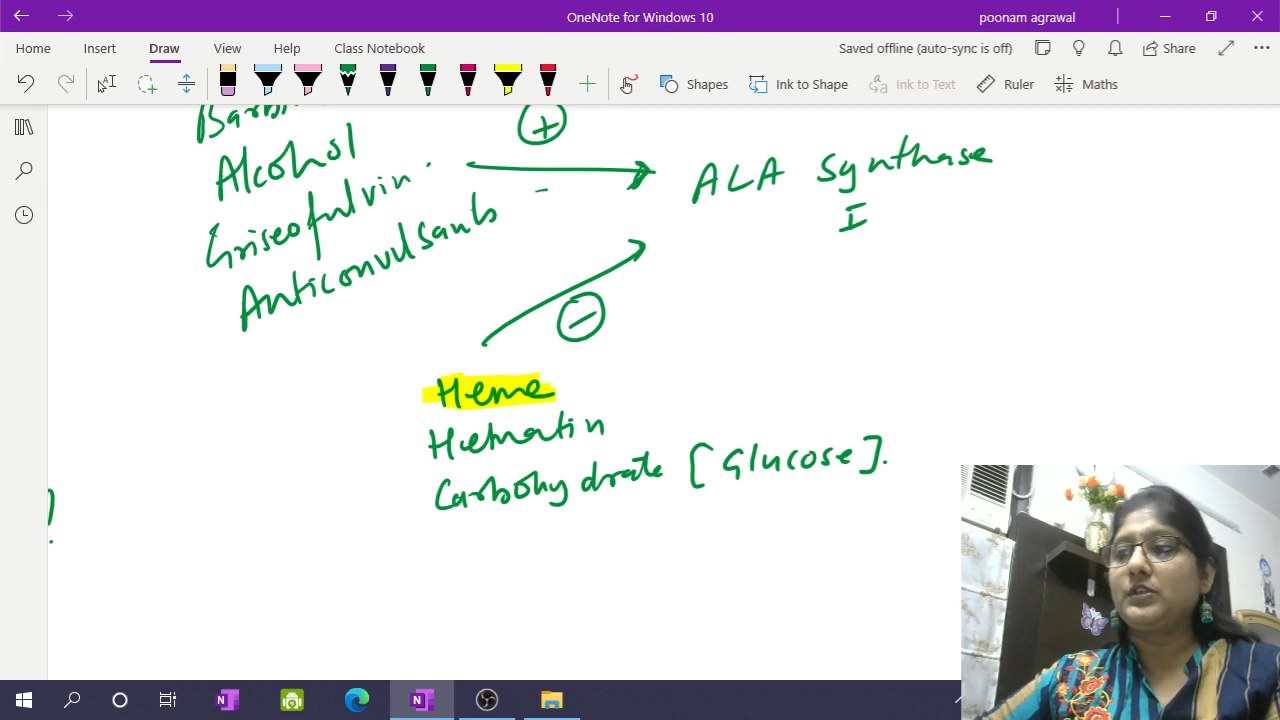 OneNote for Windows 10
poonam agrawal
Home Insert Draw View Help Class Notebook
Saved offline (auto-sync is off)
Share
Shapes Ink to Shape Ink to Text Ruler Maths
+
Alcohol
Griseofulvin
Anticonvulsants
ALA Synthase
I
-
Heme
Hematin
Carbohydrate [Glucose].